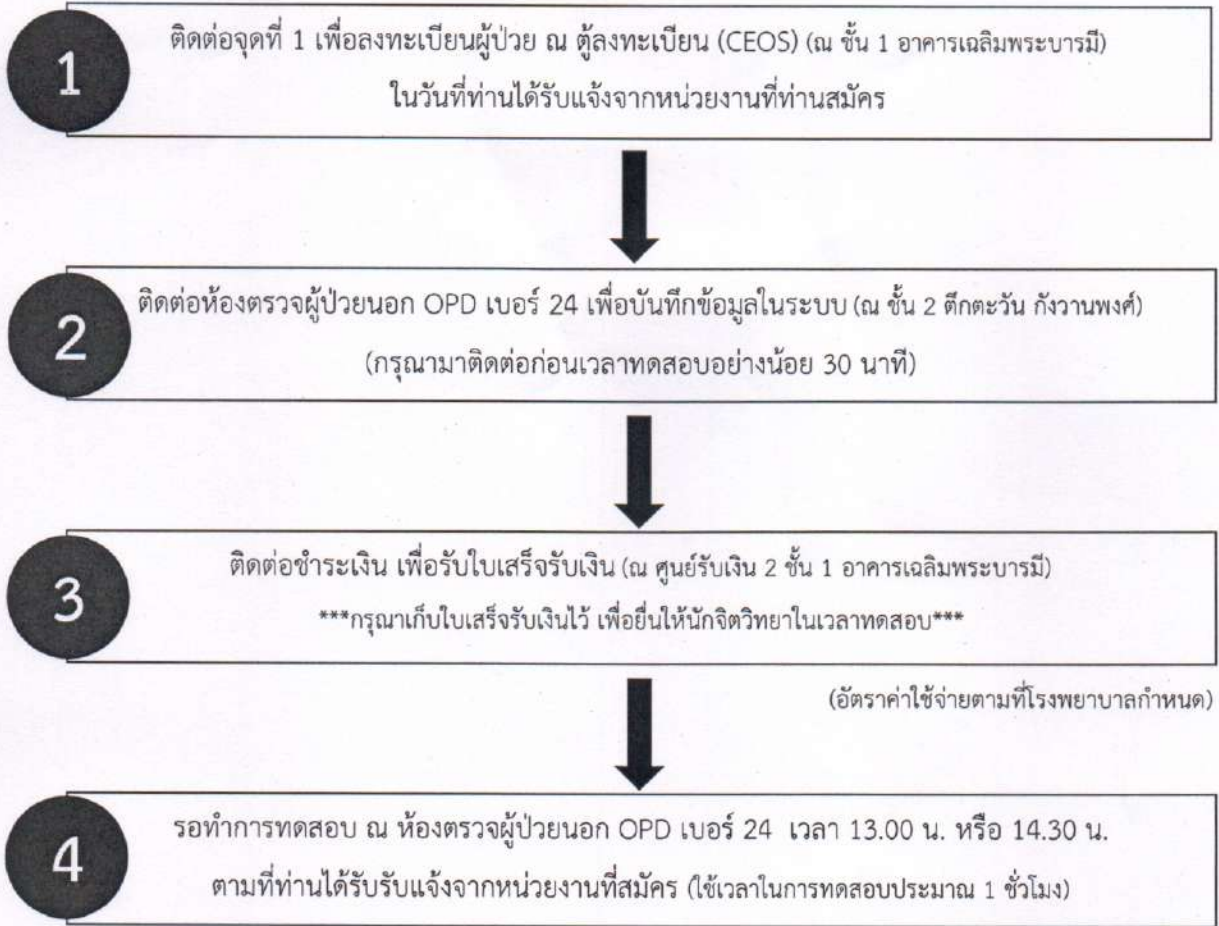 1
ติดต่อจุดที่ 1 เพื่อลงทะเบียนผู้ป่วย ณ ตู้ลงทะเบียน (CEOS) (ณ ชั้น 1 อาคารเฉลิมพระบารมี)
ในวันที่ท่านได้รับแจ้งจากหน่วยงานที่ท่านสมัคร
2
ติดต่อห้องตรวจผู้ป่วยนอก OPD เบอร์ 24 เพื่อบันทึกข้อมูลในระบบ (ณ ชั้น 2 ตึกตะวัน กังวานพงศ์)
(กรุณามาติดต่อก่อนเวลาทดสอบอย่างน้อย 30 นาที)
3
ติดต่อชำระเงิน เพื่อรับใบเสร็จรับเงิน (ณ ศูนย์รับเงิน 2 ชั้น 1 อาคารเฉลิมพระบารมี)
***กรุณาเก็บใบเสร็จรับเงินไว้ เพื่อยื่นให้นักจิตวิทยาในเวลาทดสอบ***
(อัตราค่าใช้จ่ายตามที่โรงพยาบาลกำหนด)
4
รอทำการทดสอบ ณ ห้องตรวจผู้ป่วยนอก OPD เบอร์ 24 เวลา 13.00 น. หรือ 14.30 น.
ตามที่ท่านได้รับรับแจ้งจากหน่วยงานที่สมัคร (ใช้เวลาในการทดสอบประมาณ 1 ชั่วโมง)